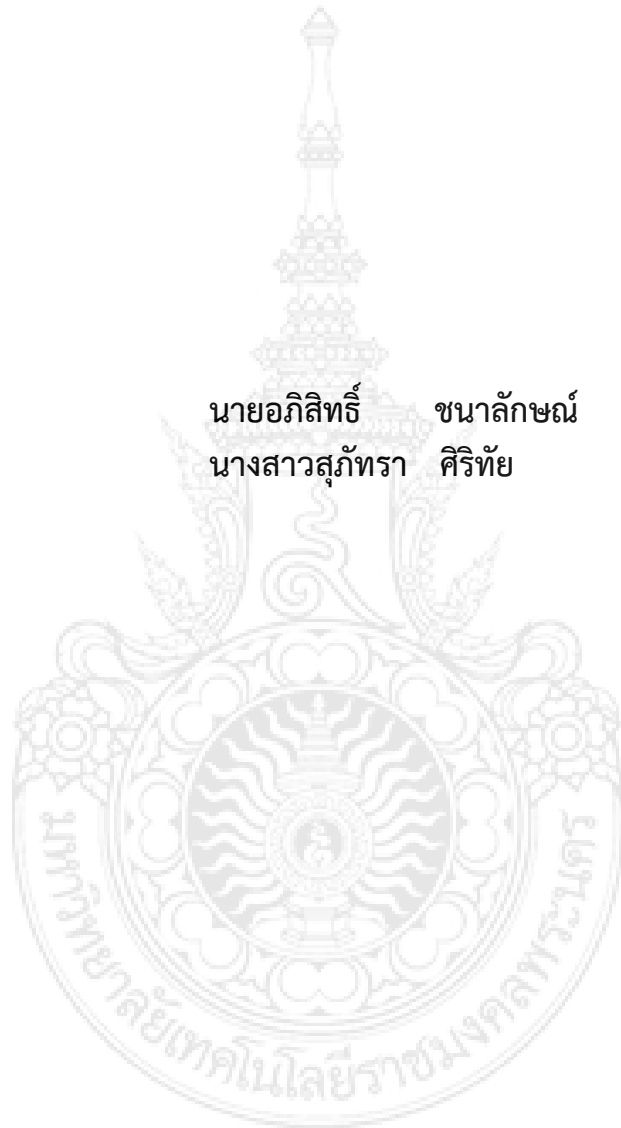 นายอภิสิทธิ์ ชนาลักษณ์
นางสาวสุภัทรา ศิริทัย
มหาวิทยาลัยเทคโนโลยีราชมงคลพระนคร